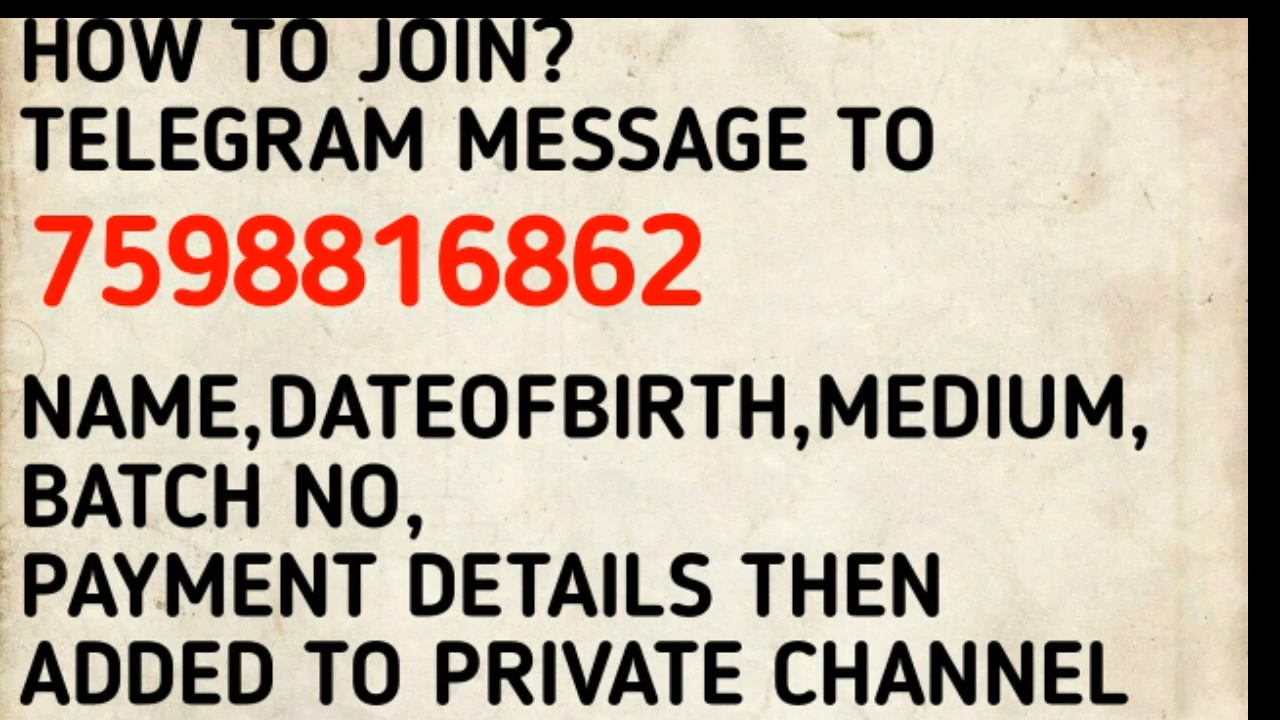 HOW TO JOIN?
TELEGRAM MESSAGE TO
7598816862
NAME,DATEOFBIRTH,MEDIUM,
BATCH NO,
PAYMENT DETAILS THEN
ADDED TO PRIVATE CHANNEL